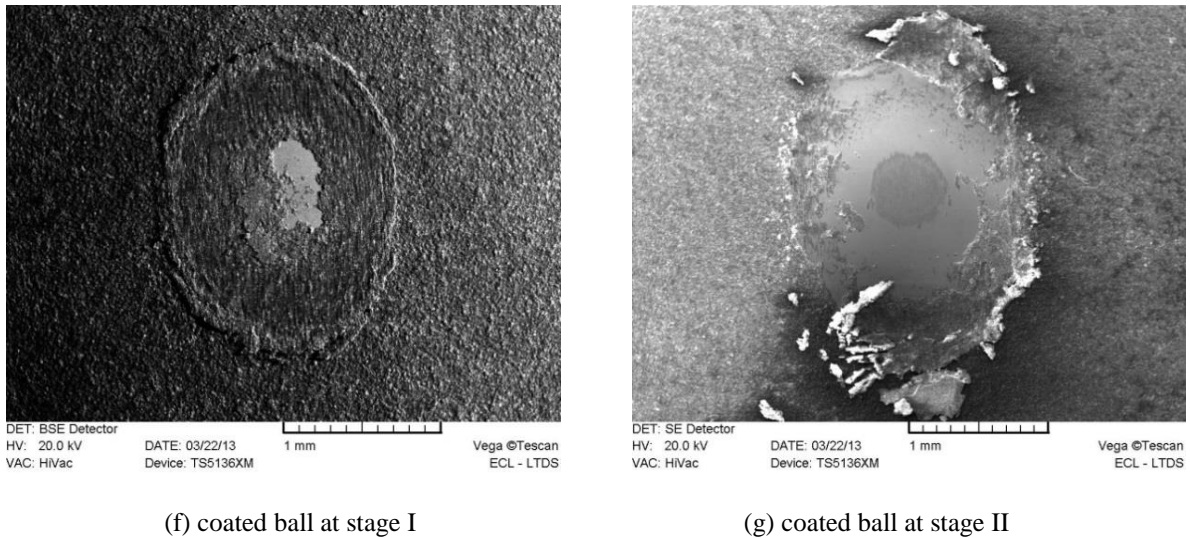 DET: BSE Detector
HV: 20.0 kV DATE: 03/22/13 1 mm Vega ©Tescan
VAC: HiVac Device: TS5136XM ECL - LTDS
DET: SE Detector
HV: 20.0 kV DATE: 03/22/13 1 mm Vega ©Tescan
VAC: HiVac Device: TS5136XM ECL - LTDS
(f) coated ball at stage I
(g) coated ball at stage II